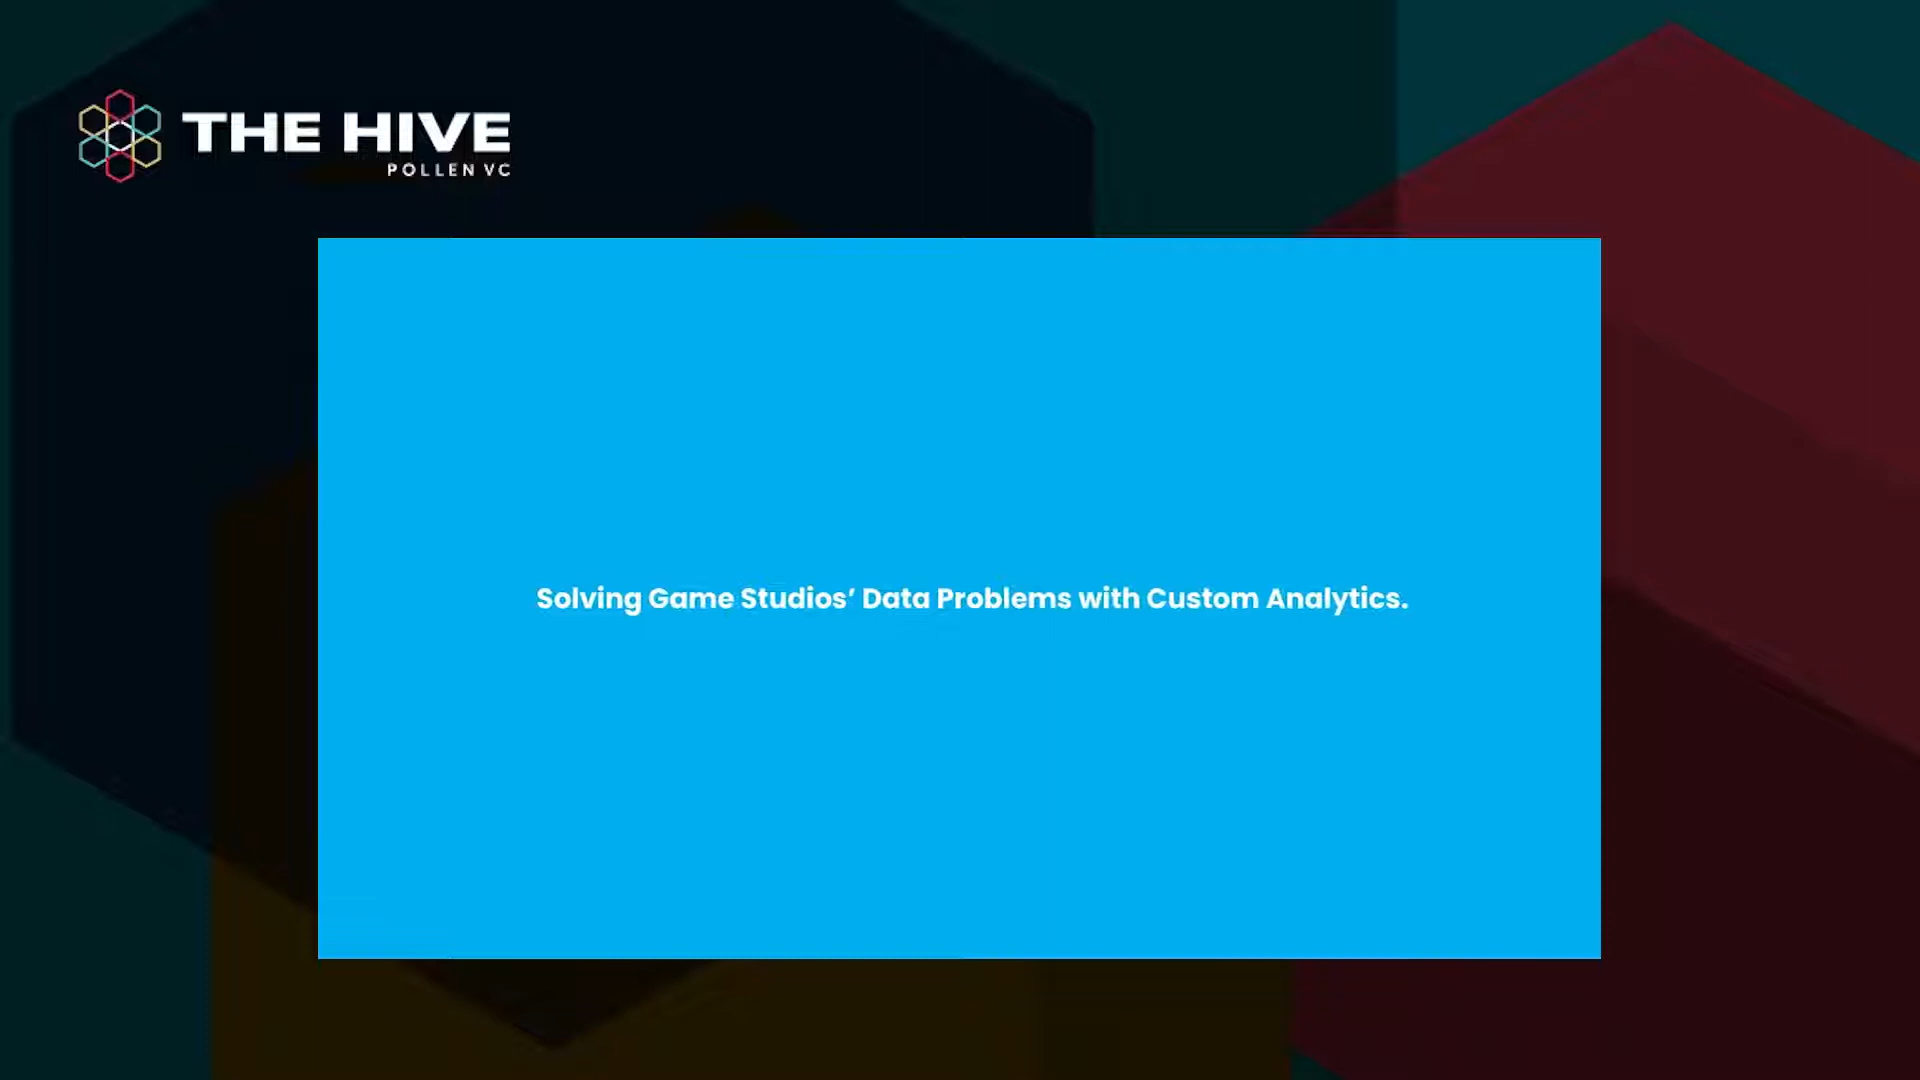 THE HIVE
POLLEN VC
Solving Game Studios’ Data Problems with Custom Analytics.